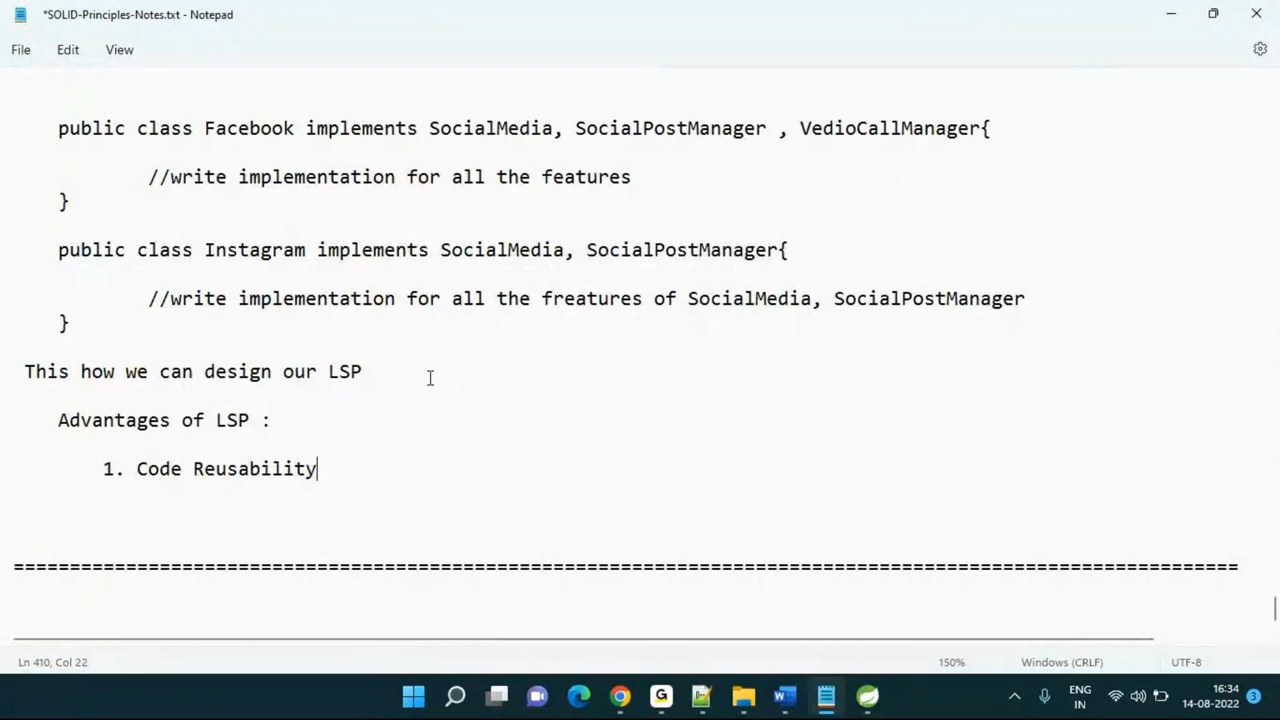 *SOLID-Principles-Notes.txt - Notepad
File Edit View
public class Facebook implements SocialMedia, SocialPostManager , VedioCallManager{
//write implementation for all the features
}
public class Instagram implements SocialMedia, SocialPostManager{
//write implementation for all the freatures of SocialMedia, SocialPostManager
}
This how we can design our LSP
Advantages of LSP :
1. Code Reusability
==============================================================================================================
Ln 410, Col 22 150% Windows (CRLF) UTF-8
ENG 16:34
IN 14-08-2022 3